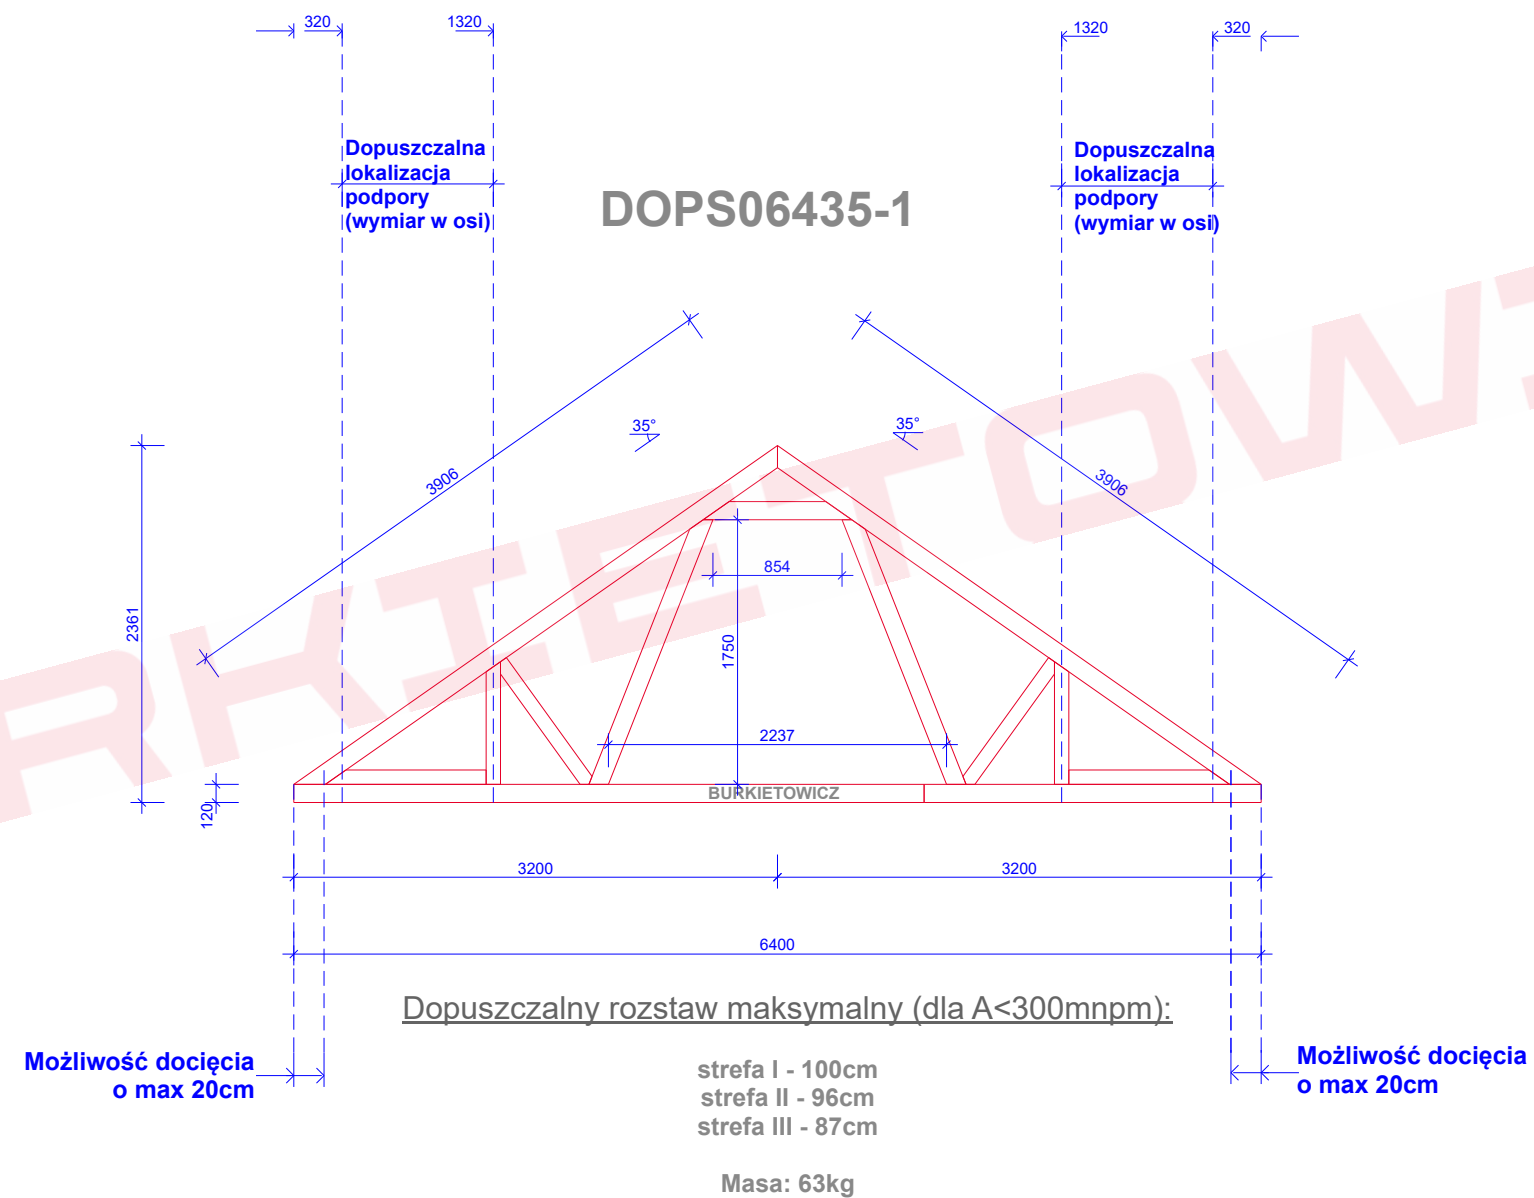 320
1320
1320
320
Dopuszczalna
lokalizacja
podpory
(wymiar w osi)
Dopuszczalna
lokalizacja
podpory
(wymiar w osi)
DOPS06435-1
35°
35°
3906
3906
2361
854
1750
2237
120
BURKIETOWICZ
3200
3200
6400
Dopuszczalny rozstaw maksymalny (dla A<300mnpm):
Możliwość docięcia
o max 20cm
Możliwość docięcia
o max 20cm
strefa I - 100cm
strefa II - 96cm
strefa III - 87cm
Masa: 63kg
RKIETOWI